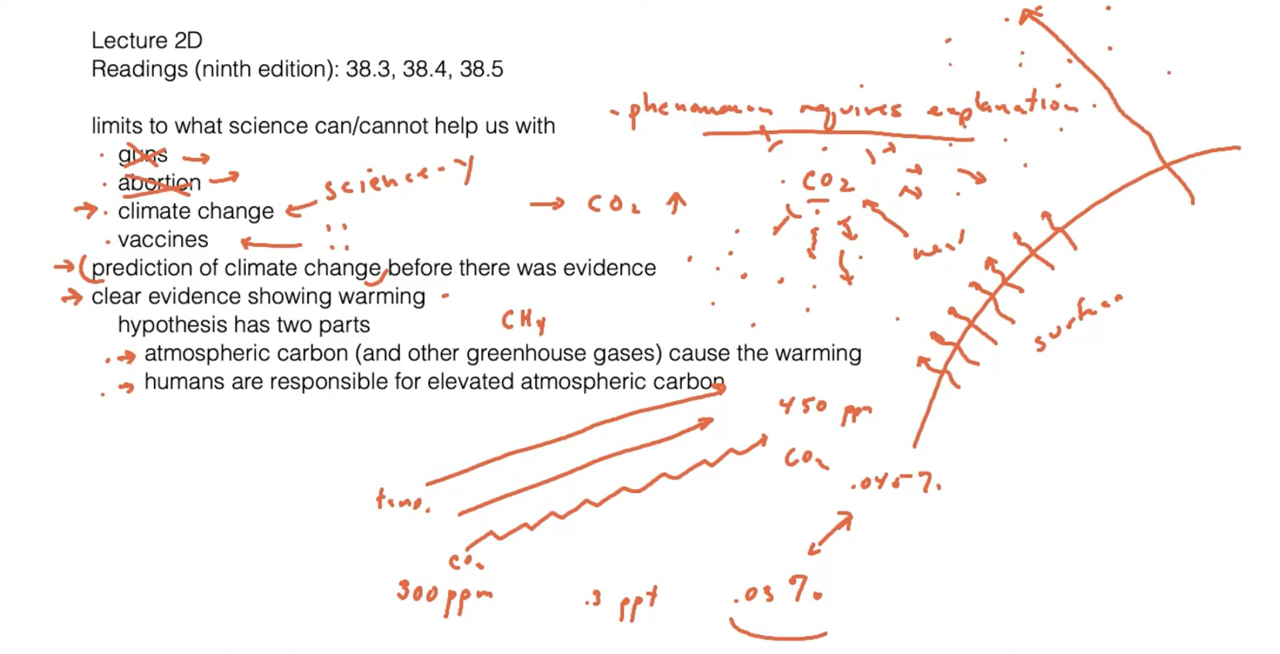 Lecture 2D
Readings (ninth edition): 38.3, 38.4, 38.5
- phenomenon requires explanation.
limits to what science can/cannot help us with
· guns →
· abortion →
science-y
CO2
→ · climate change ←
→ CO2 ↑
heat
· vaccines ←
→ (prediction of climate change, before there was evidence
→ clear evidence showing warming
surface
hypothesis has two parts
CH4
→ atmospheric carbon (and other greenhouse gases) cause the warming
→ humans are responsible for elevated atmospheric carbon
450 ppm
CO2
.045%
temp.
CO2
300 ppm
.3 ppt
.03%